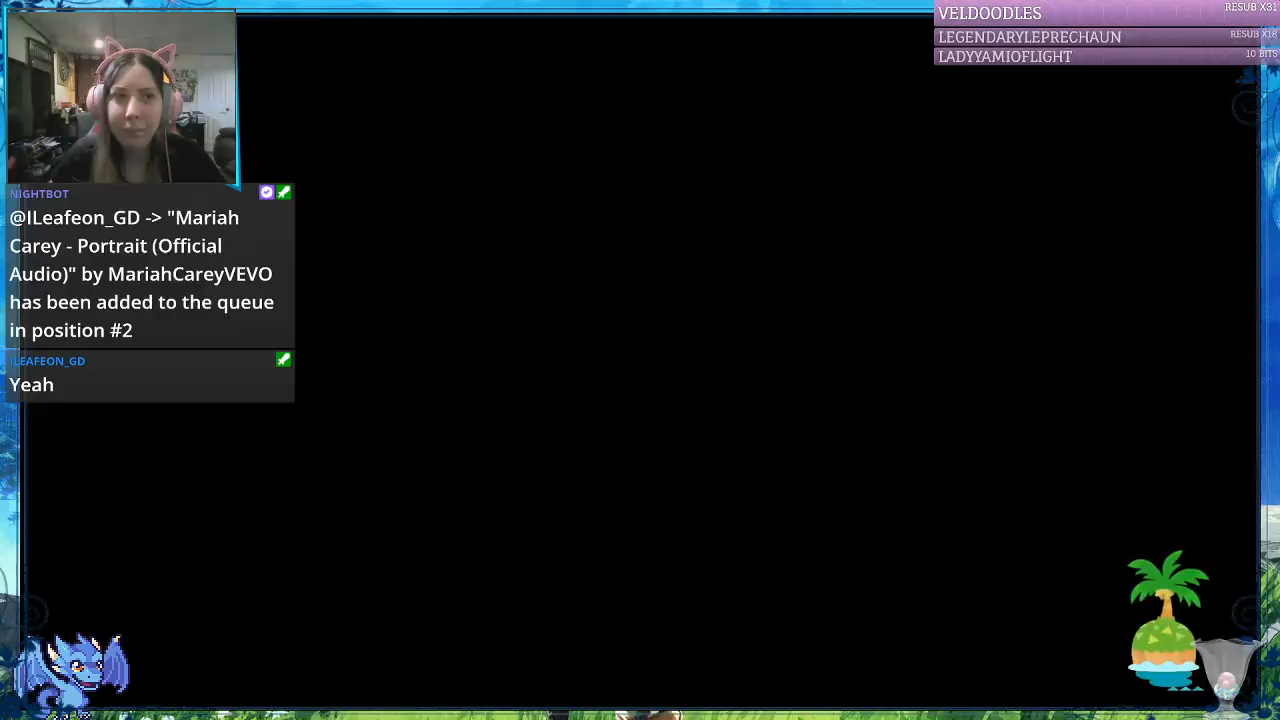 VELDOODLES RESUB X31
LEGENDARYLEPRECHAUN RESUB X18
LADYYAMIOFLIGHT 10 BITS
NIGHTBOT
@ILeafeon_GD -> "Mariah
Carey - Portrait (Official
Audio)" by MariahCareyVEVO
has been added to the queue
in position #2
ILEAFEON_GD
Yeah